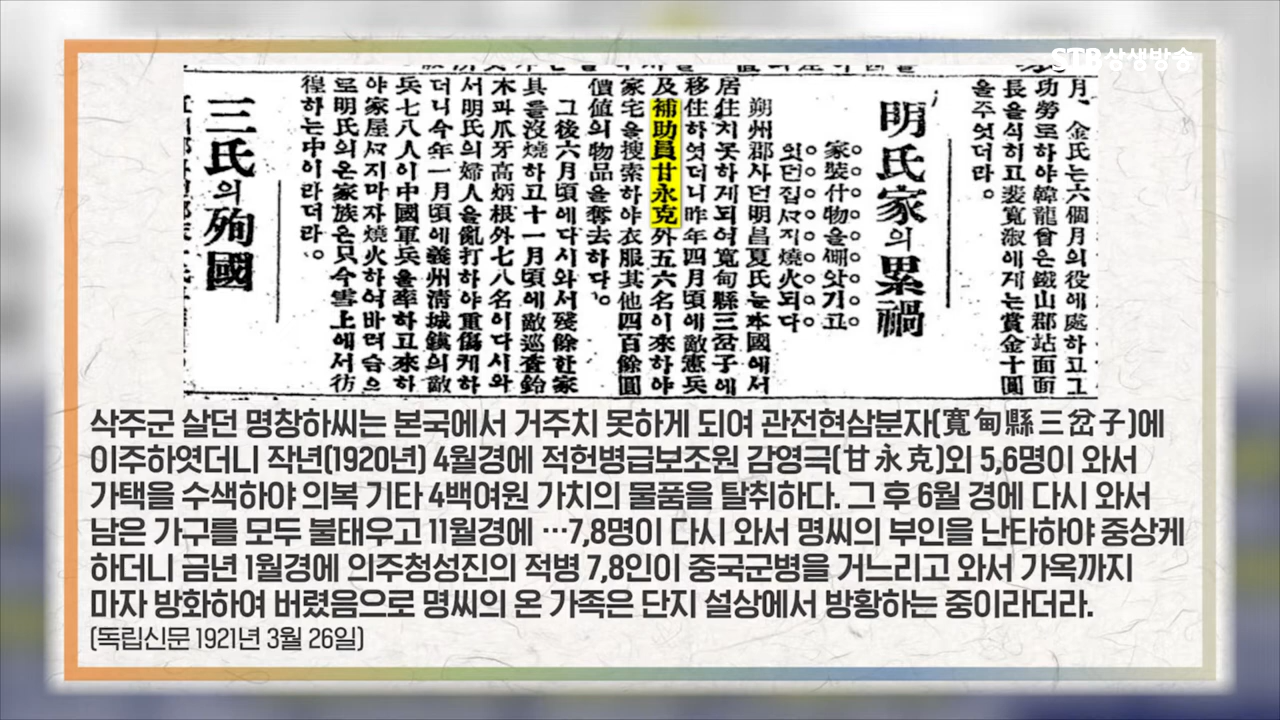 STB 상생방송
月、金氏는六個月의役에處하고그
功勞로하야韓龍曾은鐵山郡站面面
長을식히고裴寬淑에게는賞金十圓
을주엇더라。
明氏家의累禍
家裝什物을쌔앗기고
잇던집까지燒火되다
朔州郡사던明昌夏氏는本國에서
居住치못하게되여寬甸縣三岔子에
移住하엿더니昨年四月頃에敵憲兵
及補助員甘永克外五六名이來하야
家宅을搜索하야衣服其他四百餘圓
價値의物品을奪去하다。
그後六月頃에다시와서殘餘한家
具를沒燒하고十一月頃에敵巡査鈴
木과爪牙高炳根外七八名이다시와
서明氏의婦人을亂打하야重傷케하
더니今年一月頃에義州淸城鎭의敵
兵七八人이中國軍兵을率하고來하
야家屋까지마자燒火하여바려슴으
로明氏의온家族은只今雪上에서彷
徨하는中이라더라。
三氏의殉國
삭주군 살던 명창하씨는 본국에서 거주치 못하게 되여 관전현삼분자(寬甸縣三岔子)에
이주하엿더니 작년(1920년) 4월경에 적헌병급보조원 감영극(甘永克)외 5,6명이 와서
가택을 수색하야 의복 기타 4백여원 가치의 물품을 탈취하다. 그 후 6월 경에 다시 와서
남은 가구를 모두 불태우고 11월경에 …7,8명이 다시 와서 명씨의 부인을 난타하야 중상케
하더니 금년 1월경에 의주청성진의 적병 7,8인이 중국군병을 거느리고 와서 가옥까지
마자 방화하여 버렸음으로 명씨의 온 가족은 단지 설상에서 방황하는 중이라더라.
(독립신문 1921년 3월 26일)